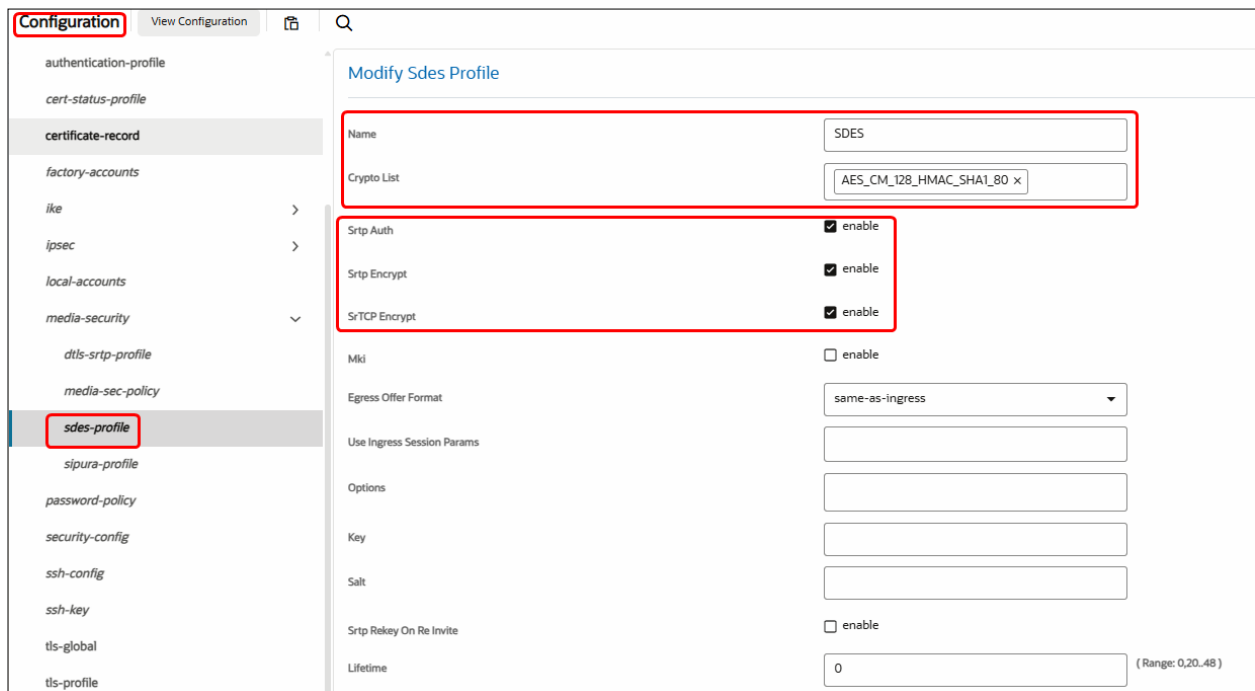 Configuration
View Configuration
authentication-profile
cert-status-profile
certificate-record
factory-accounts
ike
ipsec
local-accounts
media-security
dtls-srtp-profile
media-sec-policy
sdes-profile
sipura-profile
password-policy
security-config
ssh-config
ssh-key
tls-global
tls-profile
Modify Sdes Profile
Name
SDES
Crypto List
AES_CM_128_HMAC_SHA1_80 ×
Srtp Auth
enable
Srtp Encrypt
enable
SrTCP Encrypt
enable
Mki
enable
Egress Offer Format
same-as-ingress
Use Ingress Session Params
Options
Key
Salt
Srtp Rekey On Re Invite
enable
Lifetime
0
( Range: 0,20..48 )